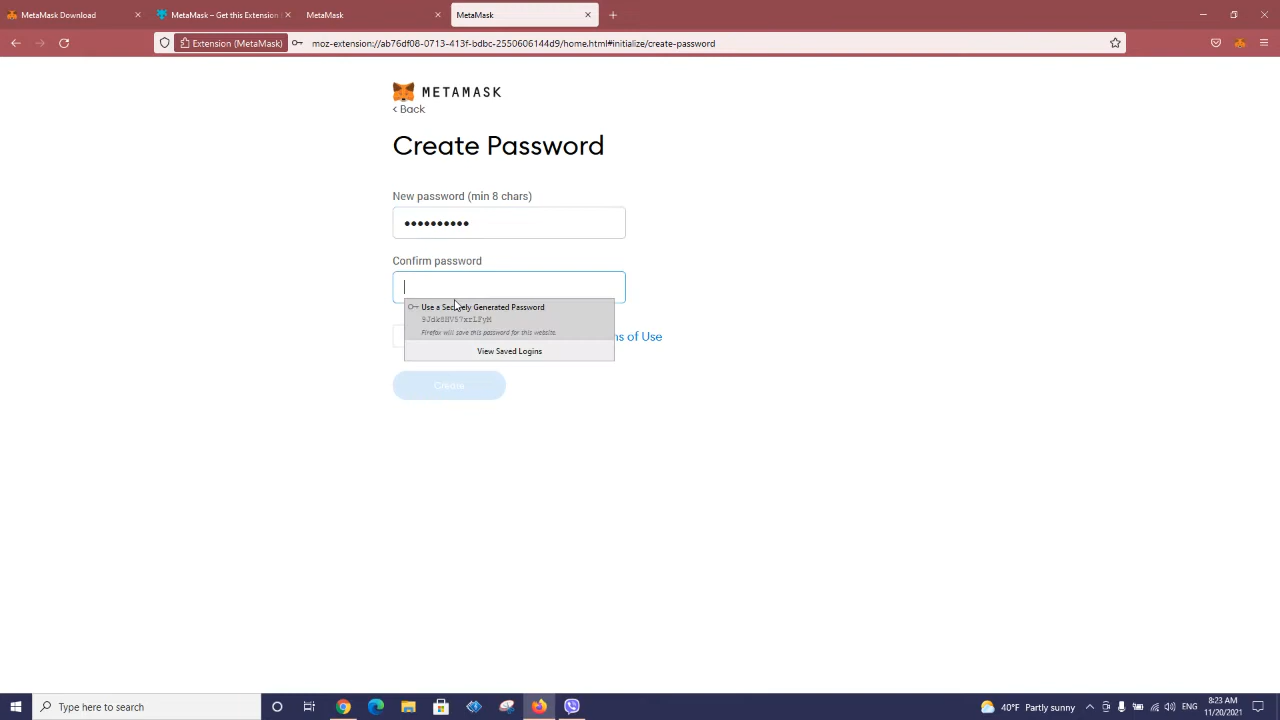 MetaMask Download
MetaMask – Get this Extension
MetaMask
MetaMask
Extension (MetaMask)
moz-extension://ab76df08-0713-413f-bdbc-2550606144d9/home.html#initialize/create-password
METAMASK
< Back
Create Password
New password (min 8 chars)
••••••••••
Confirm password
Use a Securely Generated Password
Firefox will save this password for this website.
of Use
View Saved Logins
Create
Type here to search
40°F Partly sunny
ENG
8:23 AM
11/20/2021